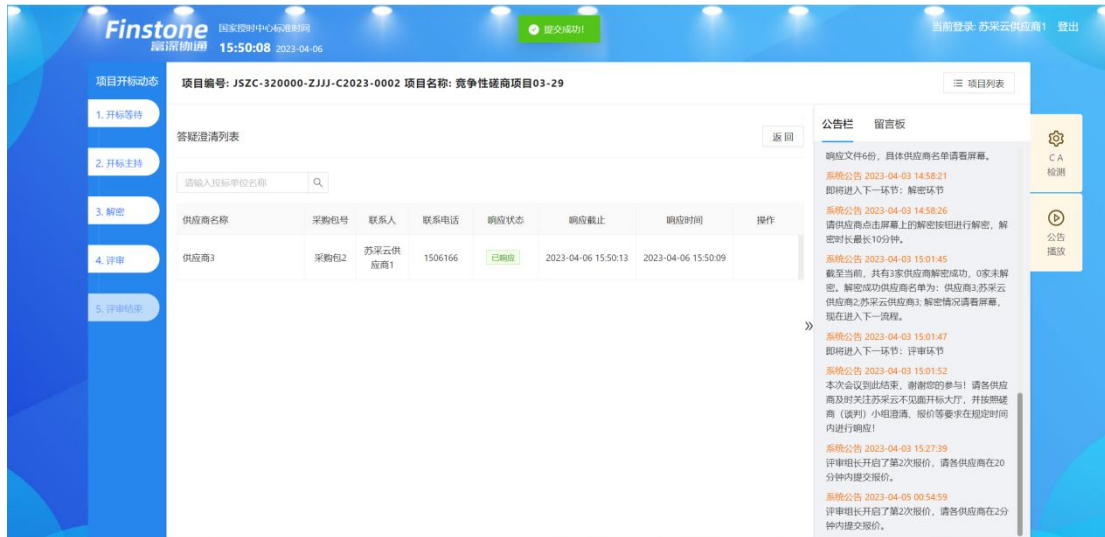 Finstone
富深协通
国家授时中心标准时间
15:50:08 2023-04-06
提交成功!
当前登录: 苏采云供应商1 登出
项目开标动态
1. 开标等待
2. 开标主持
3. 解密
4. 评审
5. 评审结束
项目编号: JSZC-320000-ZJJJ-C2023-0002 项目名称: 竞争性磋商项目03-29
项目列表
答疑澄清列表
返回
请输入投标单位名称
供应商名称 采购包号 联系人 联系电话 响应状态 响应截止 响应时间 操作
供应商3 采购包2 苏采云供应商1 1506166 已响应 2023-04-06 15:50:13 2023-04-06 15:50:09
公告栏 留言板
响应文件6份，具体供应商名单请看屏幕。
系统公告 2023-04-03 14:58:21
即将进入下一环节：解密环节
系统公告 2023-04-03 14:58:26
请供应商点击屏幕上的解密按钮进行解密，解
密时长最长10分钟。
系统公告 2023-04-03 15:01:45
截至当前，共有3家供应商解密成功，0家未解
密。解密成功供应商名单为：供应商3;苏采云
供应商2;苏采云供应商3; 解密情况请看屏幕，
现在进入下一流程。
系统公告 2023-04-03 15:01:47
即将进入下一环节：评审环节
系统公告 2023-04-03 15:01:52
本次会议到此结束，谢谢您的参与！请各供应
商及时关注苏采云不见面开标大厅，并按照磋
商（谈判）小组澄清、报价等要求在规定时间
内进行响应！
系统公告 2023-04-03 15:27:39
评审组长开启了第2次报价，请各供应商在20
分钟内提交报价。
系统公告 2023-04-05 00:54:59
评审组长开启了第2次报价，请各供应商在2分
钟内提交报价。
CA
检测
公告
播放